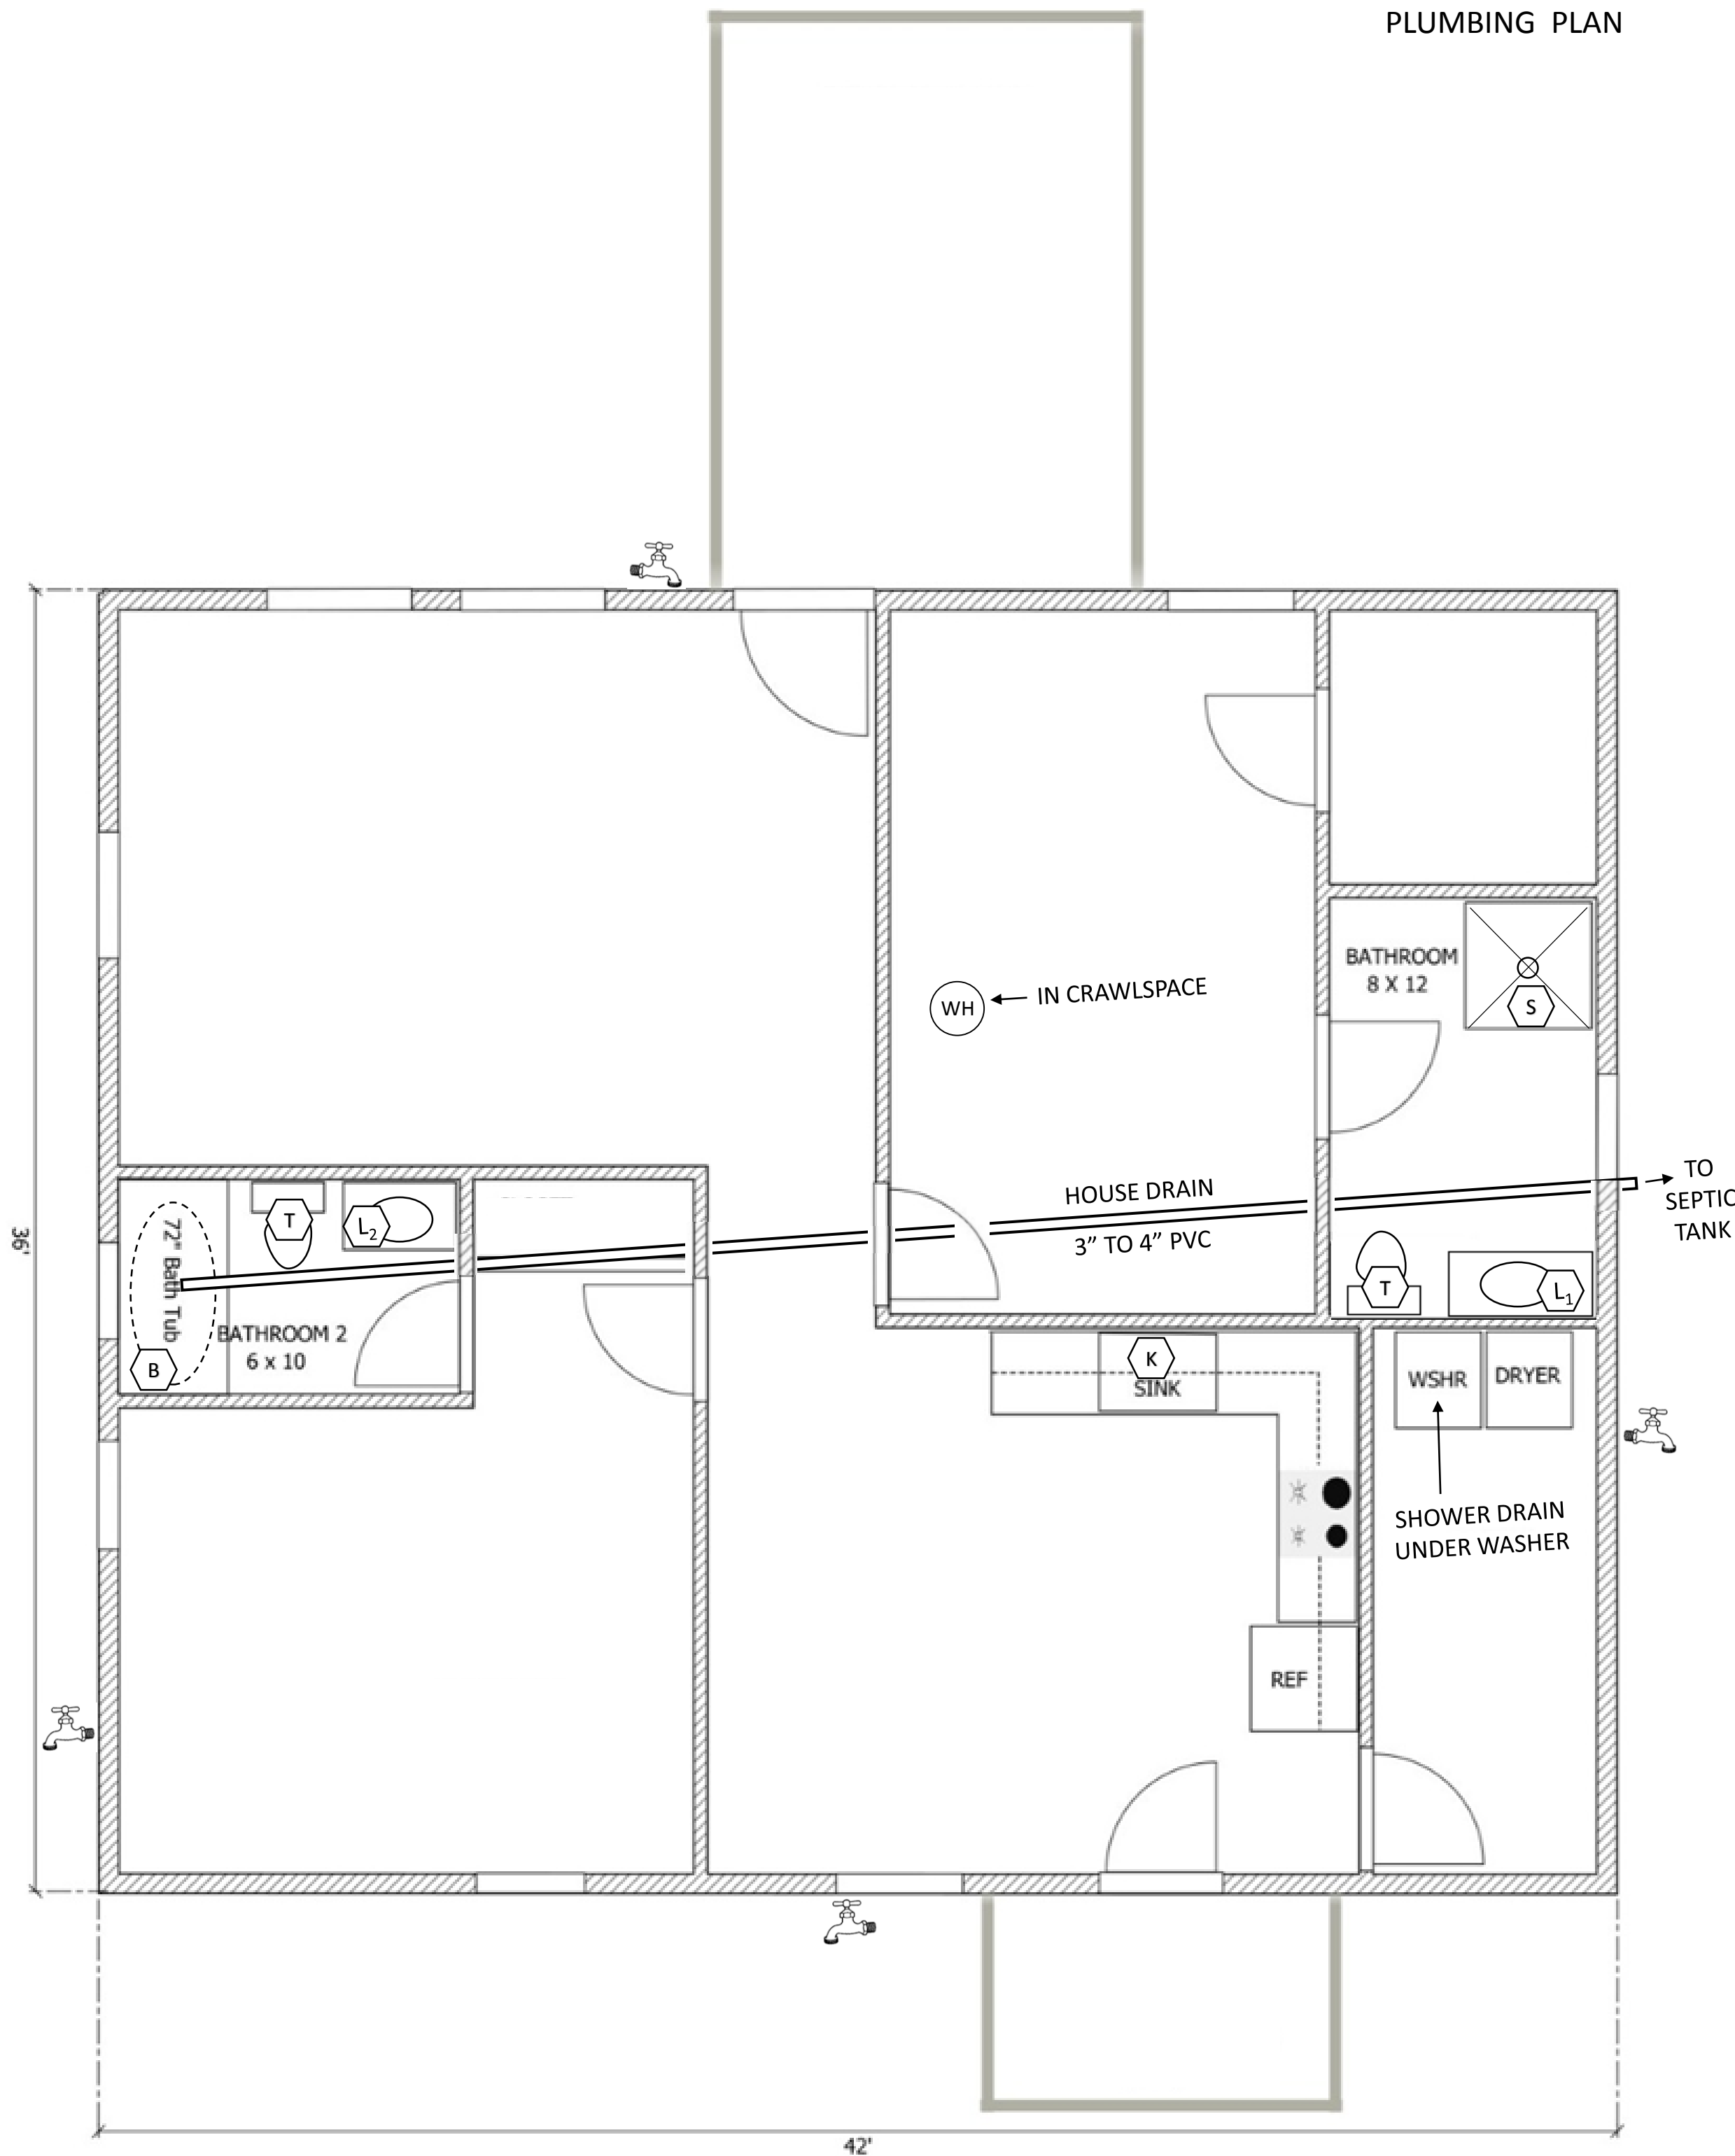 PLUMBING PLAN
BATHROOM
8 X 12
S
WH
IN CRAWLSPACE
TO
SEPTIC
TANK
HOUSE DRAIN
3” TO 4” PVC
T
L2
72" Bath Tub
36'
BATHROOM 2
6 x 10
B
T
L1
K
SINK
WSHR
DRYER
SHOWER DRAIN
UNDER WASHER
REF
42'